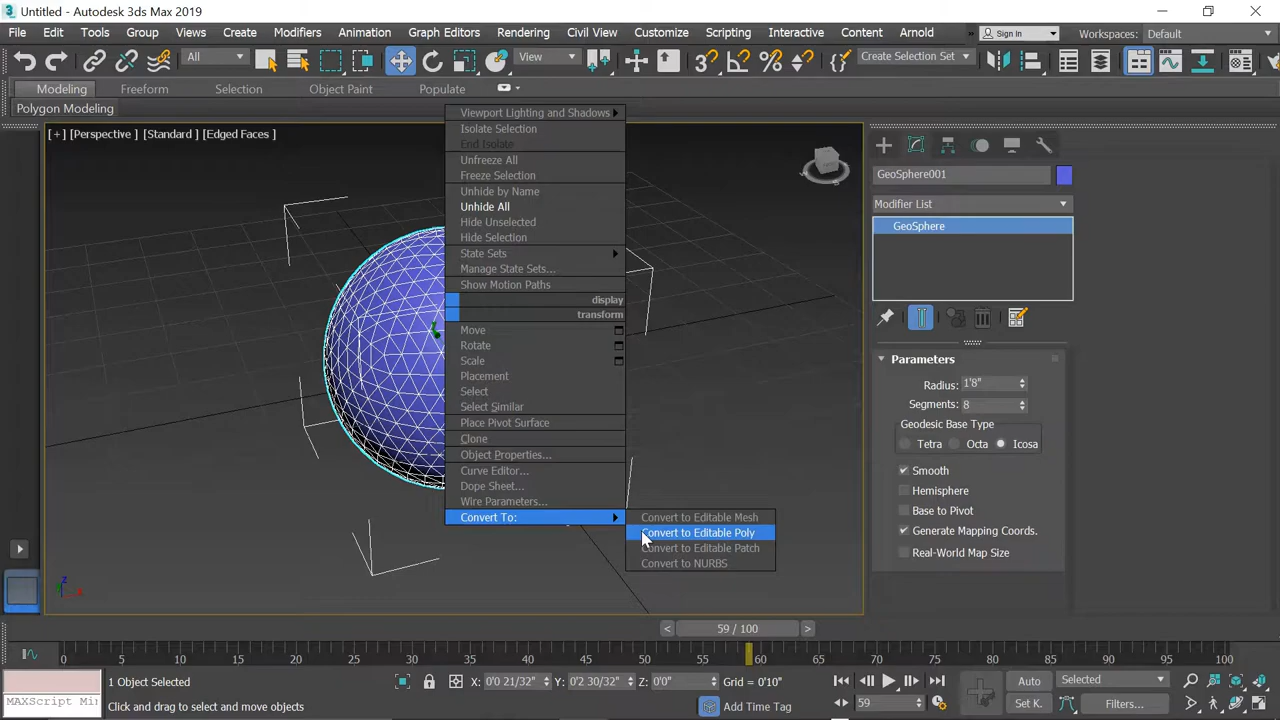 Untitled - Autodesk 3ds Max 2019
File Edit Tools Group Views Create Modifiers Animation Graph Editors Rendering Civil View Customize Scripting Interactive Content Arnold » Sign In Workspaces: Default
All View Create Selection Set
Modeling Freeform Selection Object Paint Populate
Polygon Modeling
[+] [Perspective ] [Standard ] [Edged Faces ]
Viewport Lighting and Shadows
Isolate Selection
End Isolate
Unfreeze All
Freeze Selection
Unhide by Name
Unhide All
Hide Unselected
Hide Selection
State Sets
Manage State Sets...
Show Motion Paths
display
transform
Move
Rotate
Scale
Placement
Select
Select Similar
Place Pivot Surface
Clone
Object Properties...
Curve Editor...
Dope Sheet...
Wire Parameters...
Convert To:
Convert to Editable Mesh
Convert to Editable Poly
Convert to Editable Patch
Convert to NURBS
GeoSphere001
Modifier List
GeoSphere
Parameters
Radius: 1'8"
Segments: 8
Geodesic Base Type
Tetra Octa Icosa
Smooth
Hemisphere
Base to Pivot
Generate Mapping Coords.
Real-World Map Size
z x
< 59 / 100 >
0 5 10 15 20 25 30 35 40 45 50 55 60 65 70 75 80 85 90 95 100
1 Object Selected X: 0'0 21/32" Y: 0'2 30/32" Z: 0'0" Grid = 0'10" Auto Selected
MAXScript Min Click and drag to select and move objects Add Time Tag 59 Set K. Filters...